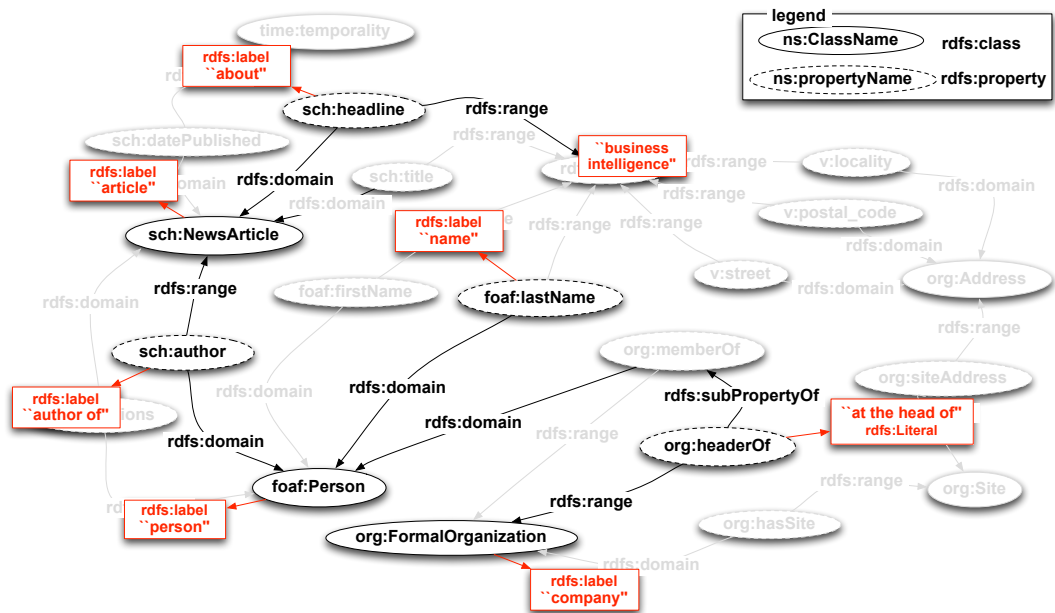 legend
ns:ClassName
rdfs:class
ns:propertyName
rdfs:property
time:temporality
rdfs:label
``about"
sch:headline
rdfs:range
sch:datePublished
``business
intelligence"
rdfs:range
rdfs:range
v:locality
rdfs:label
``article"
rdfs:domain
sch:title
rdfs:domain
rdfs:range
v:postal_code
rdfs:domain
sch:NewsArticle
rdfs:label
``name"
rdfs:range
rdfs:range
rdfs:domain
rdfs:domain
org:Address
v:street
rdfs:domain
rdfs:range
rdfs:domain
foaf:firstName
foaf:lastName
rdfs:range
sch:author
org:memberOf
org:siteAddress
rdfs:domain
rdfs:domain
rdfs:subPropertyOf
rdfs:label
``author of"
ions
``at the head of"
rdfs:Literal
rdfs:domain
rdfs:domain
rdfs:range
org:headerOf
rdfs:range
foaf:Person
org:Site
rdfs:label
``person"
rdfs:range
org:hasSite
org:FormalOrganization
rdfs:domain
rdfs:label
``company"